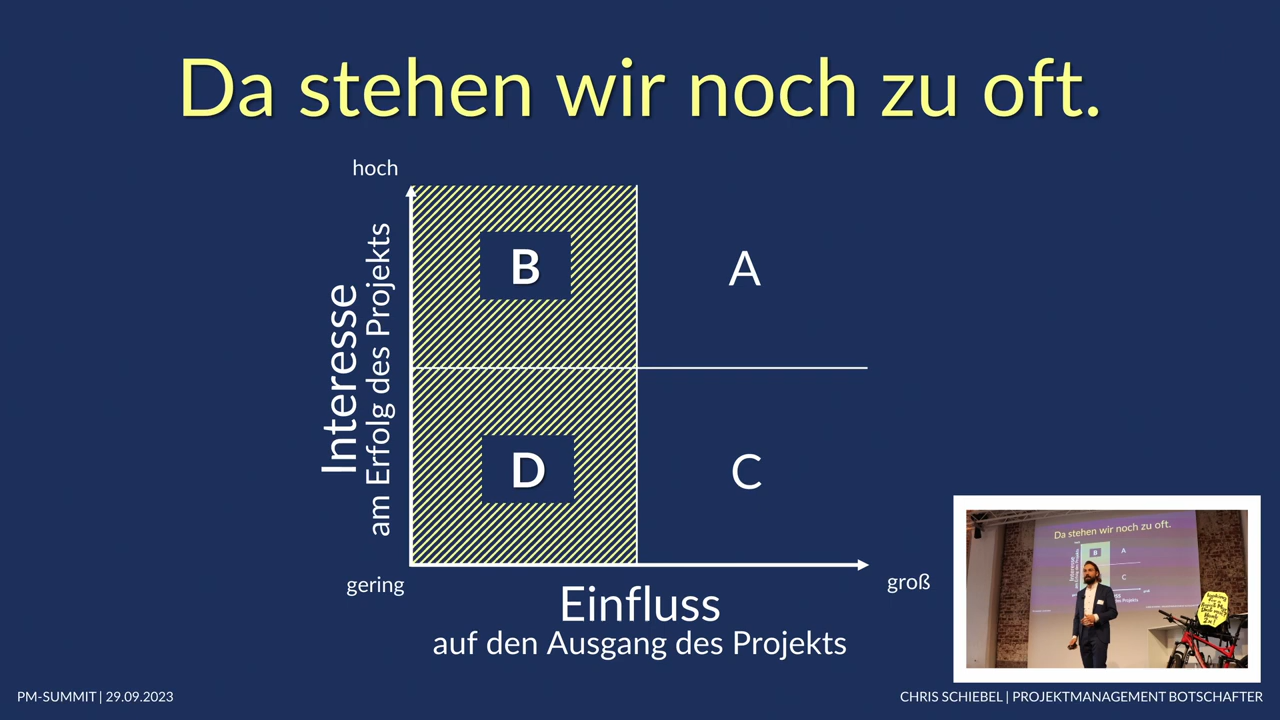 Da stehen wir noch zu oft.
hoch
Interesse
am Erfolg des Projekts
B
A
D
C
gering
groß
Einfluss
auf den Ausgang des Projekts
Da stehen wir noch zu oft.
B
A
C
PM-SUMMIT | 29.09.2023
CHRIS SCHIEBEL | PROJEKTMANAGEMENT BOTSCHAFTER